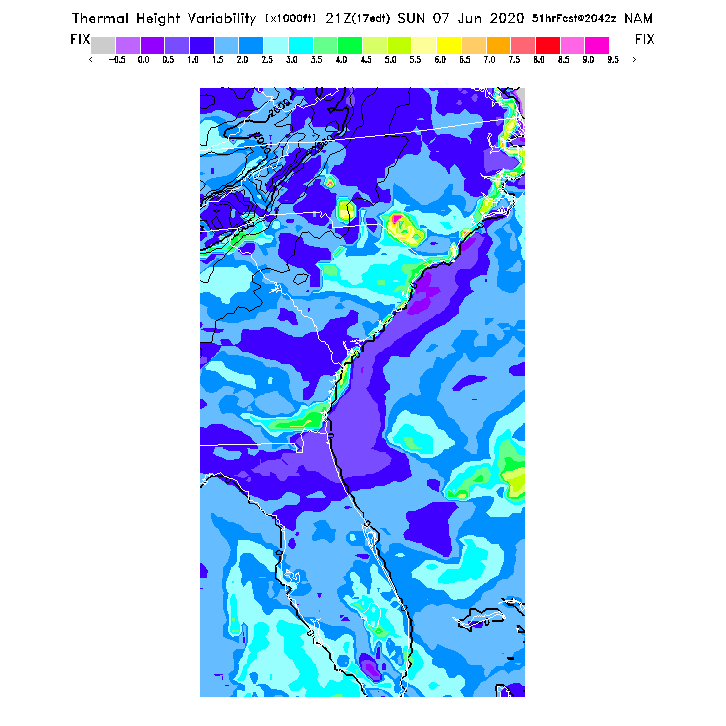 Thermal Height Variability [x1000ft] 21Z(17edt) SUN 07 Jun 2020 51hrFcst@2042z NAM
FIX FIX
< -0.5 0.0 0.5 1.0 1.5 2.0 2.5 3.0 3.5 4.0 4.5 5.0 5.5 6.0 6.5 7.0 7.5 8.0 8.5 9.0 9.5 >
2000